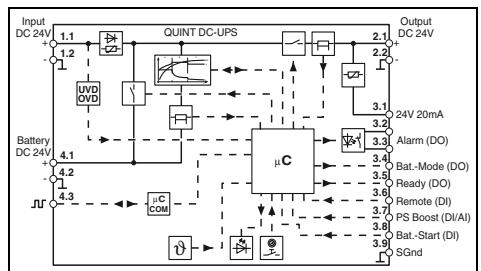 Input
DC 24V
QUINT DC-UPS
Output
DC 24V
+
1.1
2.1
+
-
1.2
2.2
-
UVD
OVD
3.1
24V 20mA
3.2
Battery
DC 24V
µC
3.3
Alarm (DO)
+
4.1
3.4
Bat.-Mode (DO)
-
4.2
3.5
Ready (DO)
4.3
µC
COM
3.6
Remote (DI)
3.7
PS Boost (DI/AI)
3.8
Bat.-Start (DI)
ϑ
3.9
SGnd